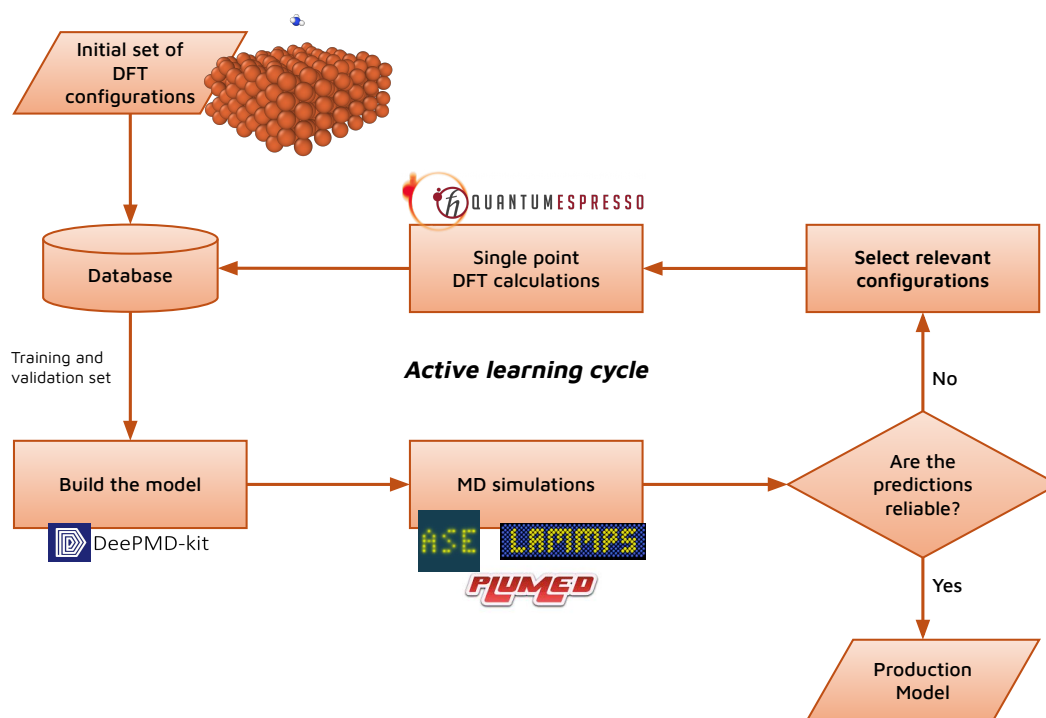 Initial set of
DFT
configurations
ħ QUANTUMESPRESSO
Database
Single point
DFT calculations
Select relevant
configurations
Training and
validation set
Active learning cycle
No
Build the model
MD simulations
Are the
predictions
reliable?
DeePMD-kit
ASE
LAMMPS
PLUMED
Yes
Production
Model